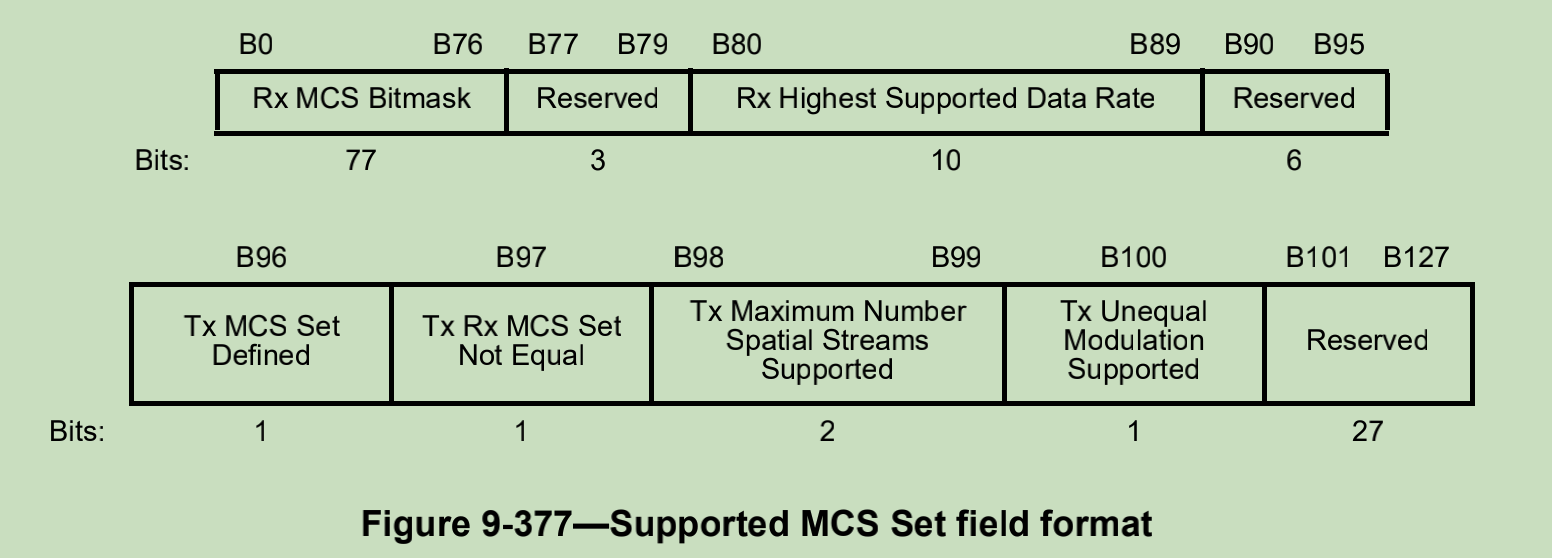 B0 B76 B77 B79 B80 B89 B90 B95
Rx MCS Bitmask Reserved Rx Highest Supported Data Rate Reserved
Bits: 77 3 10 6
B96 B97 B98 B99 B100 B101 B127
Tx MCS Set
Defined
Tx Rx MCS Set
Not Equal
Tx Maximum Number
Spatial Streams
Supported
Tx Unequal
Modulation
Supported
Reserved
Bits: 1 1 2 1 27
Figure 9-377—Supported MCS Set field format